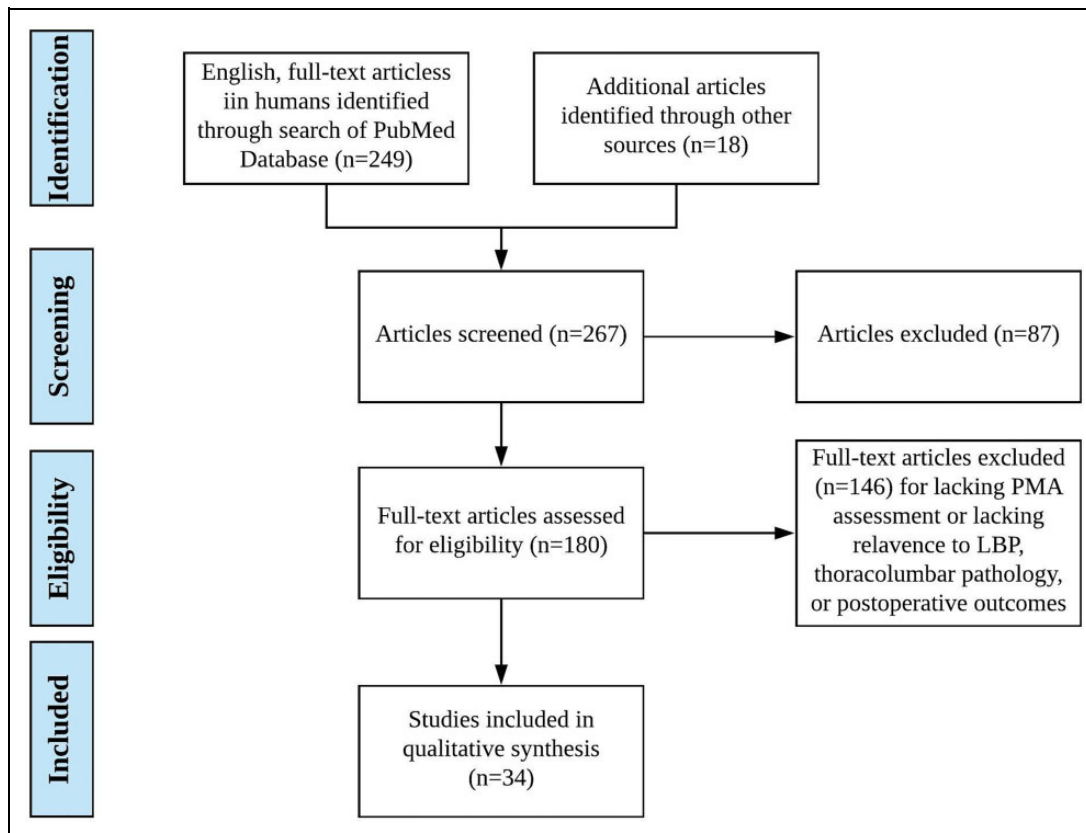 Identification
English, full-text articless
iin humans identified
through search of PubMed
Database (n=249)
Additional articles
identified through other
sources (n=18)
Screening
Articles screened (n=267)
Articles excluded (n=87)
Eligibility
Full-text articles assessed
for eligibility (n=180)
Full-text articles excluded
(n=146) for lacking PMA
assessment or lacking
relavence to LBP,
thoracolumbar pathology,
or postoperative outcomes
Included
Studies included in
qualitative synthesis
(n=34)